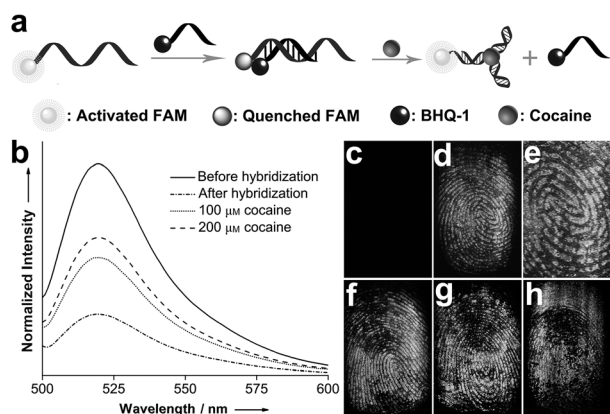 a
: Activated FAM : Quenched FAM : BHQ-1 : Cocaine
b
Normalized Intensity
Before hybridization
After hybridization
100 μM cocaine
200 μM cocaine
500 525 550 575 600
Wavelength / nm
c d e
f g h